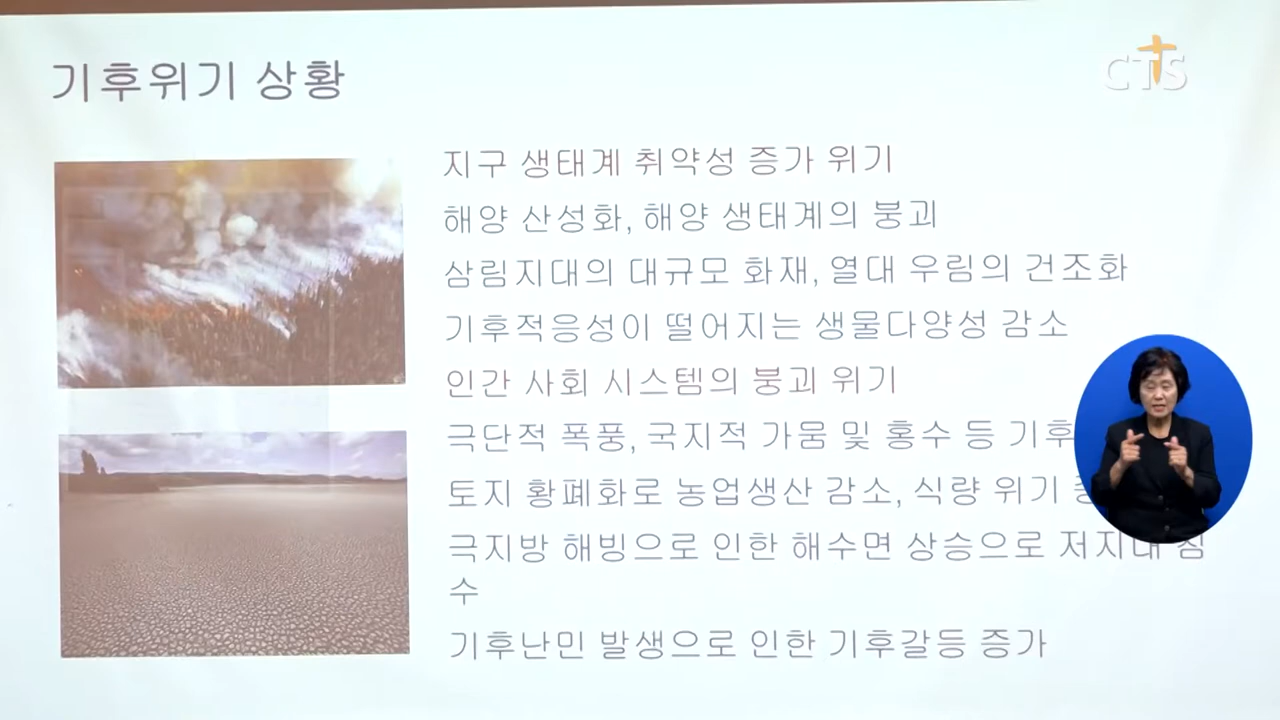 기후위기 상황
CTS
지구 생태계 취약성 증가 위기
해양 산성화, 해양 생태계의 붕괴
삼림지대의 대규모 화재, 열대 우림의 건조화
기후적응성이 떨어지는 생물다양성 감소
인간 사회 시스템의 붕괴 위기
극단적 폭풍, 국지적 가뭄 및 홍수 등
토지 황폐화로 농업생산 감소, 식량 위기
극지방 해빙으로 인한 해수면 상승으로 저지대 침
수
기후난민 발생으로 인한 기후갈등 증가